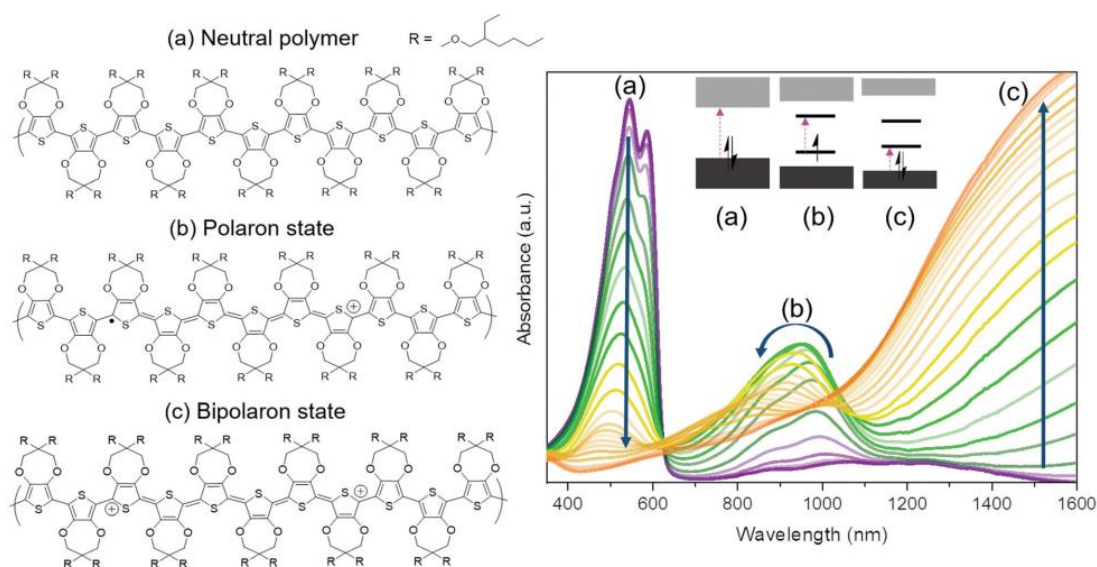 (a) Neutral polymer
R =
O
(b) Polaron state
(c) Bipolaron state
Absorbance (a.u.)
(a)
(b)
(c)
(a)
(b)
(c)
400 600 800 1000 1200 1400 1600
Wavelength (nm)